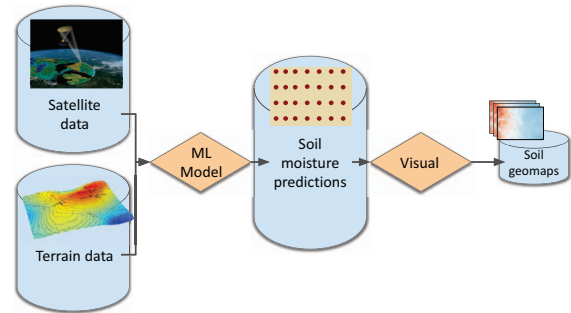 Satellite
data
Terrain data
ML
Model
Soil
moisture
predictions
Visual
Soil
geomaps